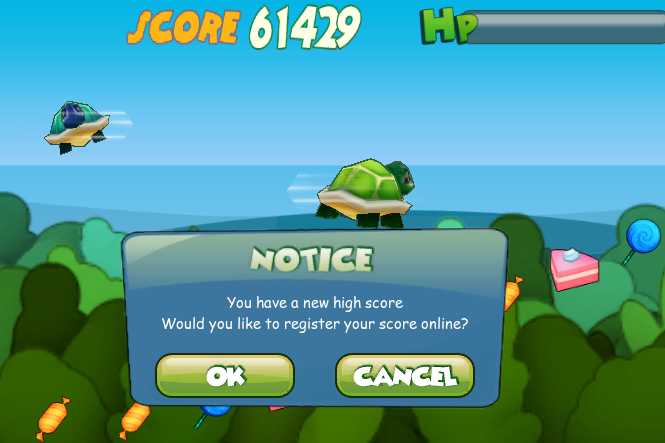 SCORE 61429 HP
NOTICE
You have a new high score
Would you like to register your score online?
OK CANCEL